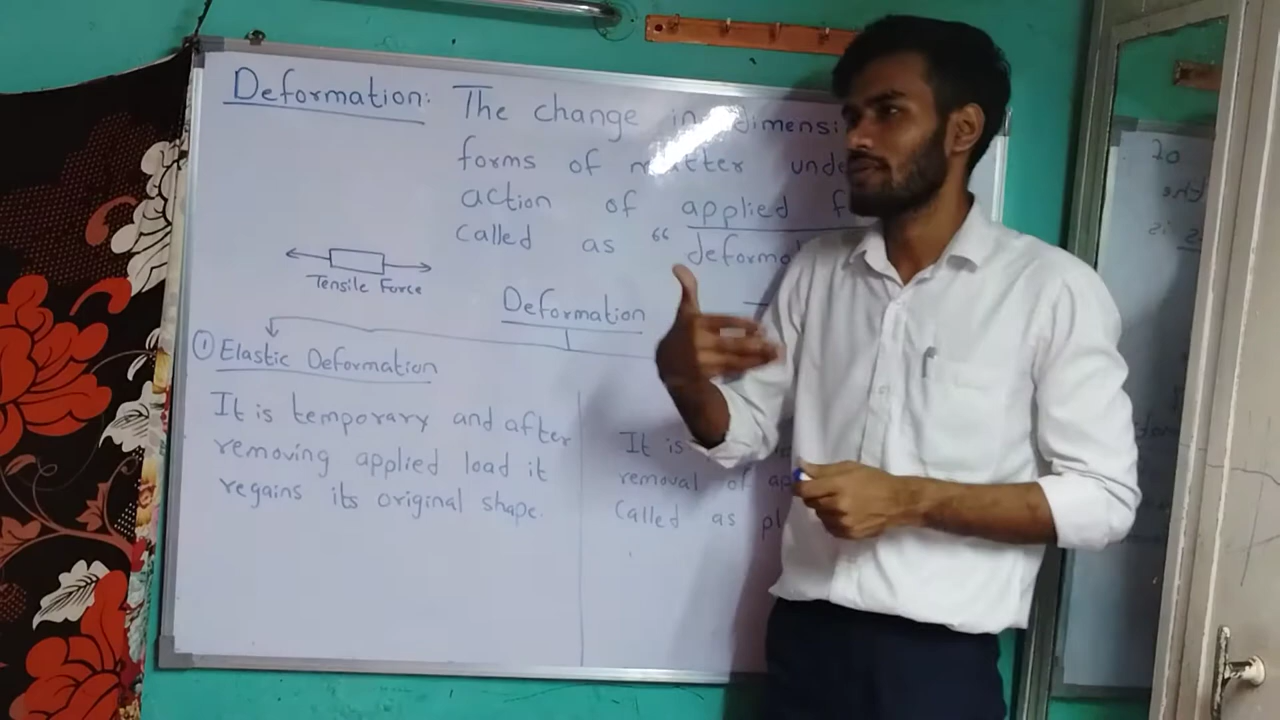 Deformation: The change in dimensi
forms of matter unde
action of applied f
called as " deforma
Tensile Force
Deformation
① Elastic Deformation
It is temporary and after
removing applied load it
regains its original shape.
It is
removal of ap
called as pl